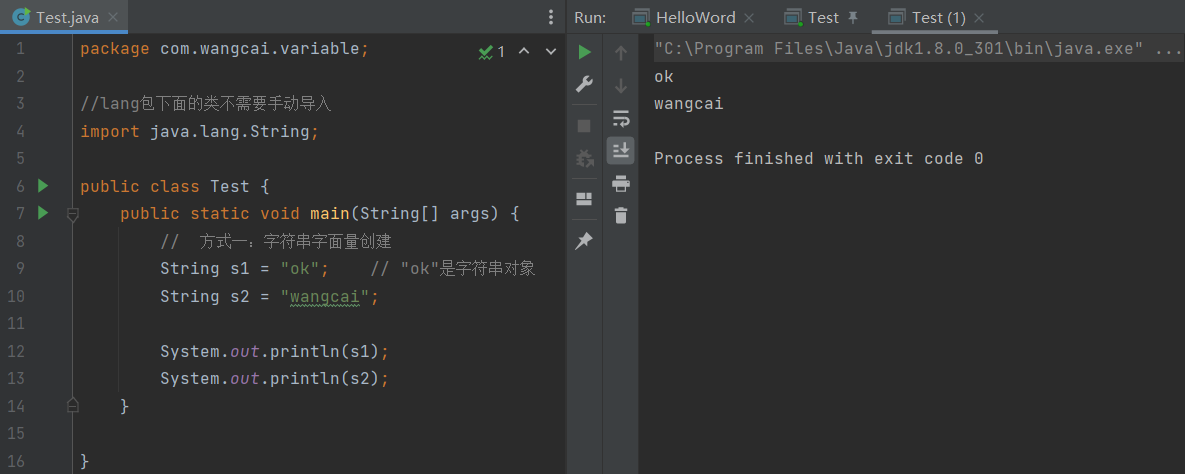 Test.java
1 package com.wangcai.variable;
2
3 //lang包下面的类不需要手动导入
4 import java.lang.String;
5
6 public class Test {
7 public static void main(String[] args) {
8 // 方式一：字符串字面量创建
9 String s1 = "ok"; // "ok"是字符串对象
10 String s2 = "wangcai";
11
12 System.out.println(s1);
13 System.out.println(s2);
14 }
15
16 }
1
Run: HelloWord Test Test (1)
"C:\Program Files\Java\jdk1.8.0_301\bin\java.exe" ...
ok
wangcai
Process finished with exit code 0